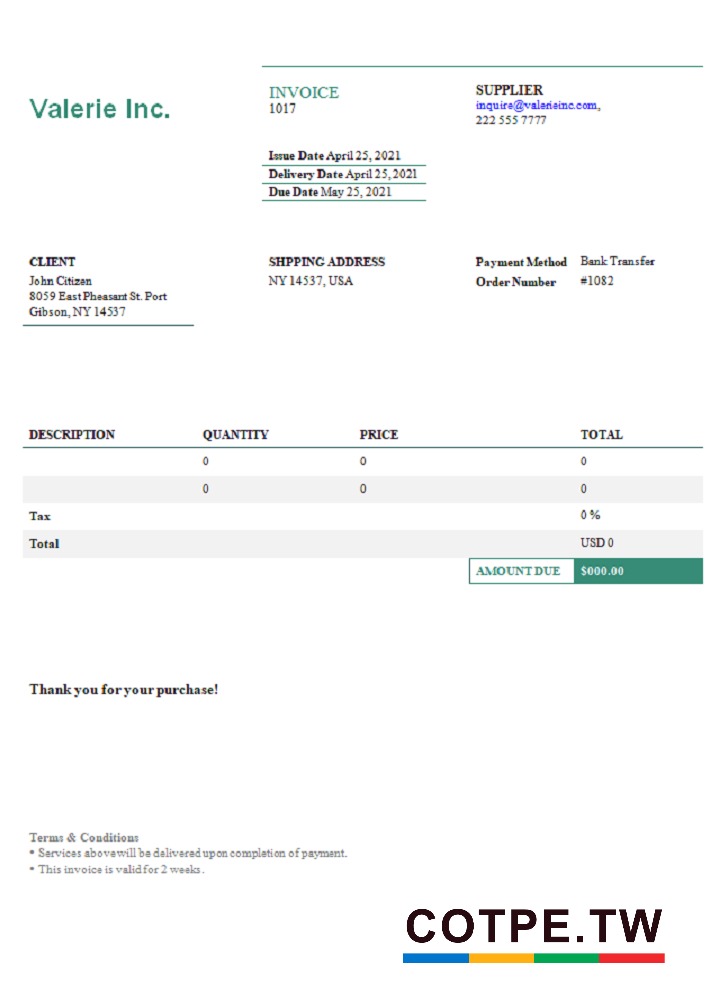 Valerie Inc.
INVOICE
1017
SUPPLIER
inquire@valerieinc.com,
222 555 7777
Issue Date April 25, 2021
Delivery Date April 25, 2021
Due Date May 25, 2021
CLIENT
John Citizen
8059 East Pheasant St. Port
Gibson, NY 14537
SHPPING ADDRESS
NY 14537, USA
Payment Method Bank Transfer
Order Number #1082
DESCRIPTION QUANTITY PRICE TOTAL
0 0 0
0 0 0
Tax 0 %
Total USD 0
AMOUNT DUE $000.00
Thank you for your purchase!
Terms & Conditions
* Services above will be delivered upon completion of payment.
* This invoice is valid for 2 weeks.
COTPE.TW